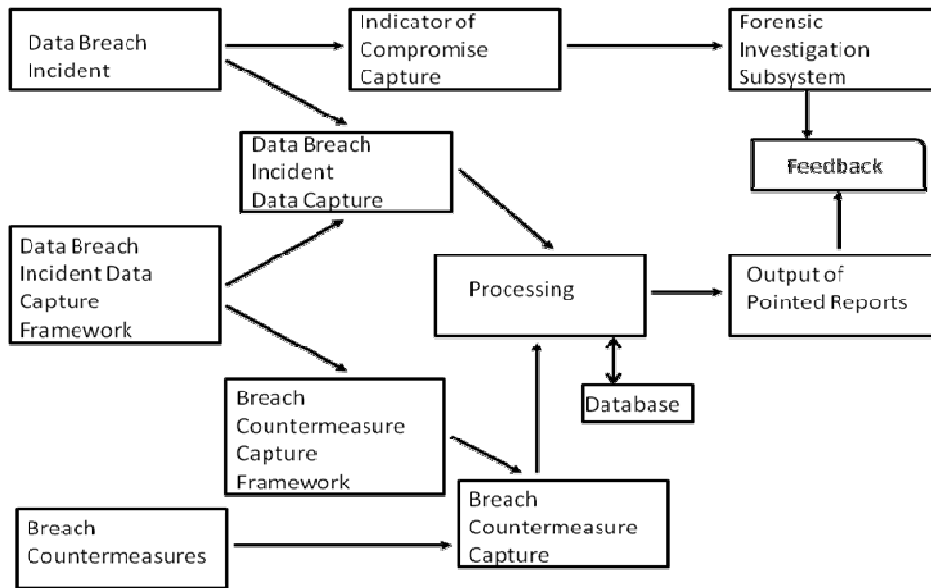 Data Breach
Incident
Indicator of
Compromise
Capture
Forensic
Investigation
Subsystem
Data Breach
Incident
Data Capture
Feedback
Data Breach
Incident Data
Capture
Framework
Processing
Output of
Pointed Reports
Database
Breach
Countermeasure
Capture
Framework
Breach
Countermeasures
Breach
Countermeasure
Capture